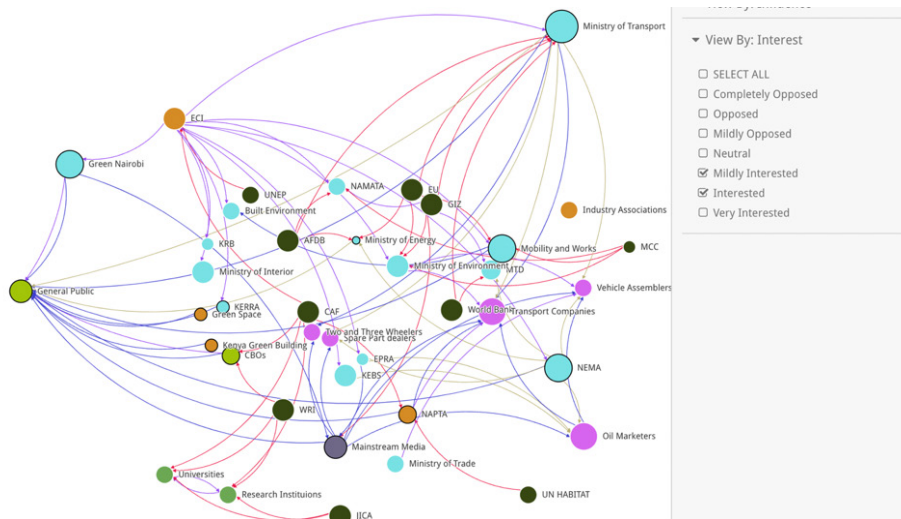 Ministry of Transport
View By: Interest
SELECT ALL
Completely Opposed
Opposed
Mildly Opposed
Neutral
Mildly Interested
Interested
Very Interested
ECI
Green Nairobi
UNEP
NAMATA
EU
GIZ
Built Environment
Industry Associations
KRB
AFDB
Ministry of Energy
Mobility and Works
MCC
Ministry of Interior
Ministry of Environment
MTD
General Public
Vehicle Assemblers
KERRA
Green Space
CAF
World Bank
Transport Companies
Two and Three Wheelers
Spare Part dealers
Kenya Green Building
CBOs
EPRA
KEBS
NEMA
WRI
NAPTA
Mainstream Media
Oil Marketers
Ministry of Trade
Universities
Research Instituions
UN HABITAT
JICA